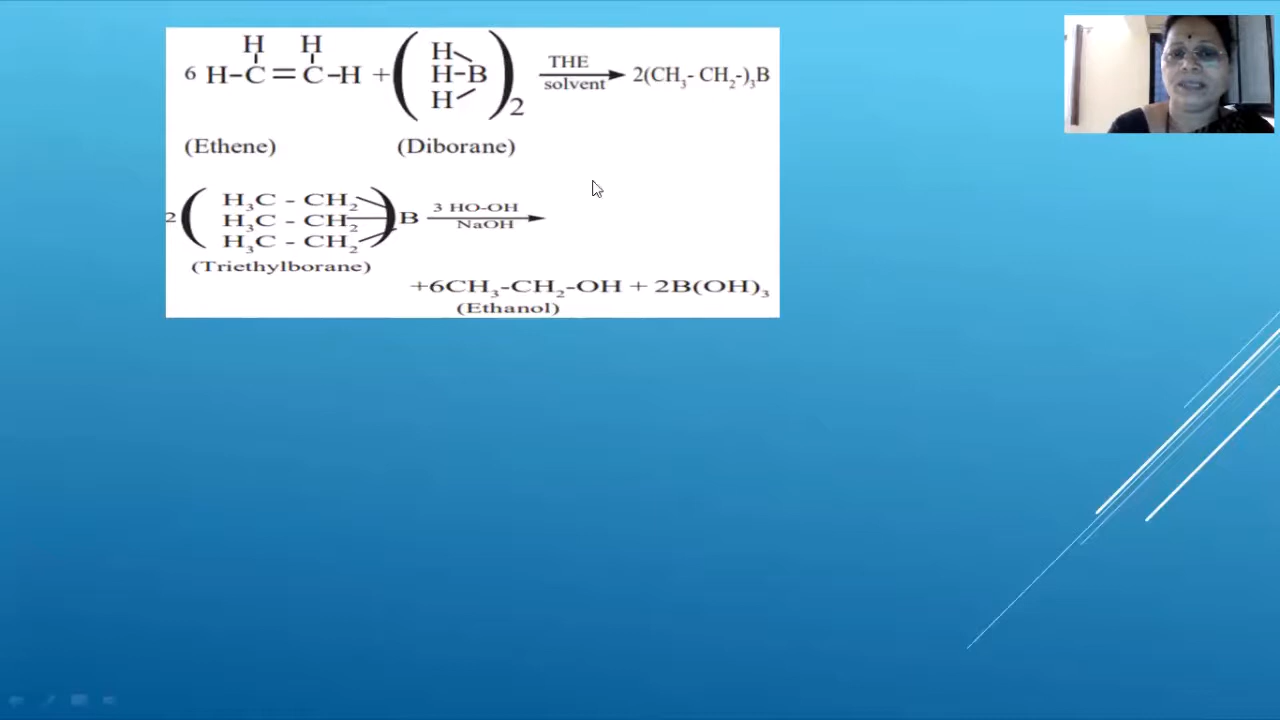 H H
6 H–C=C–H + ( H H–B H )2 THE solvent → 2(CH3- CH2-)3B
(Ethene) (Diborane)
2 ( H3C - CH2
H3C - CH2 ) B 3 HO-OH NaOH →
H3C - CH2
(Triethylborane)
+6CH3-CH2-OH + 2B(OH)3
(Ethanol)